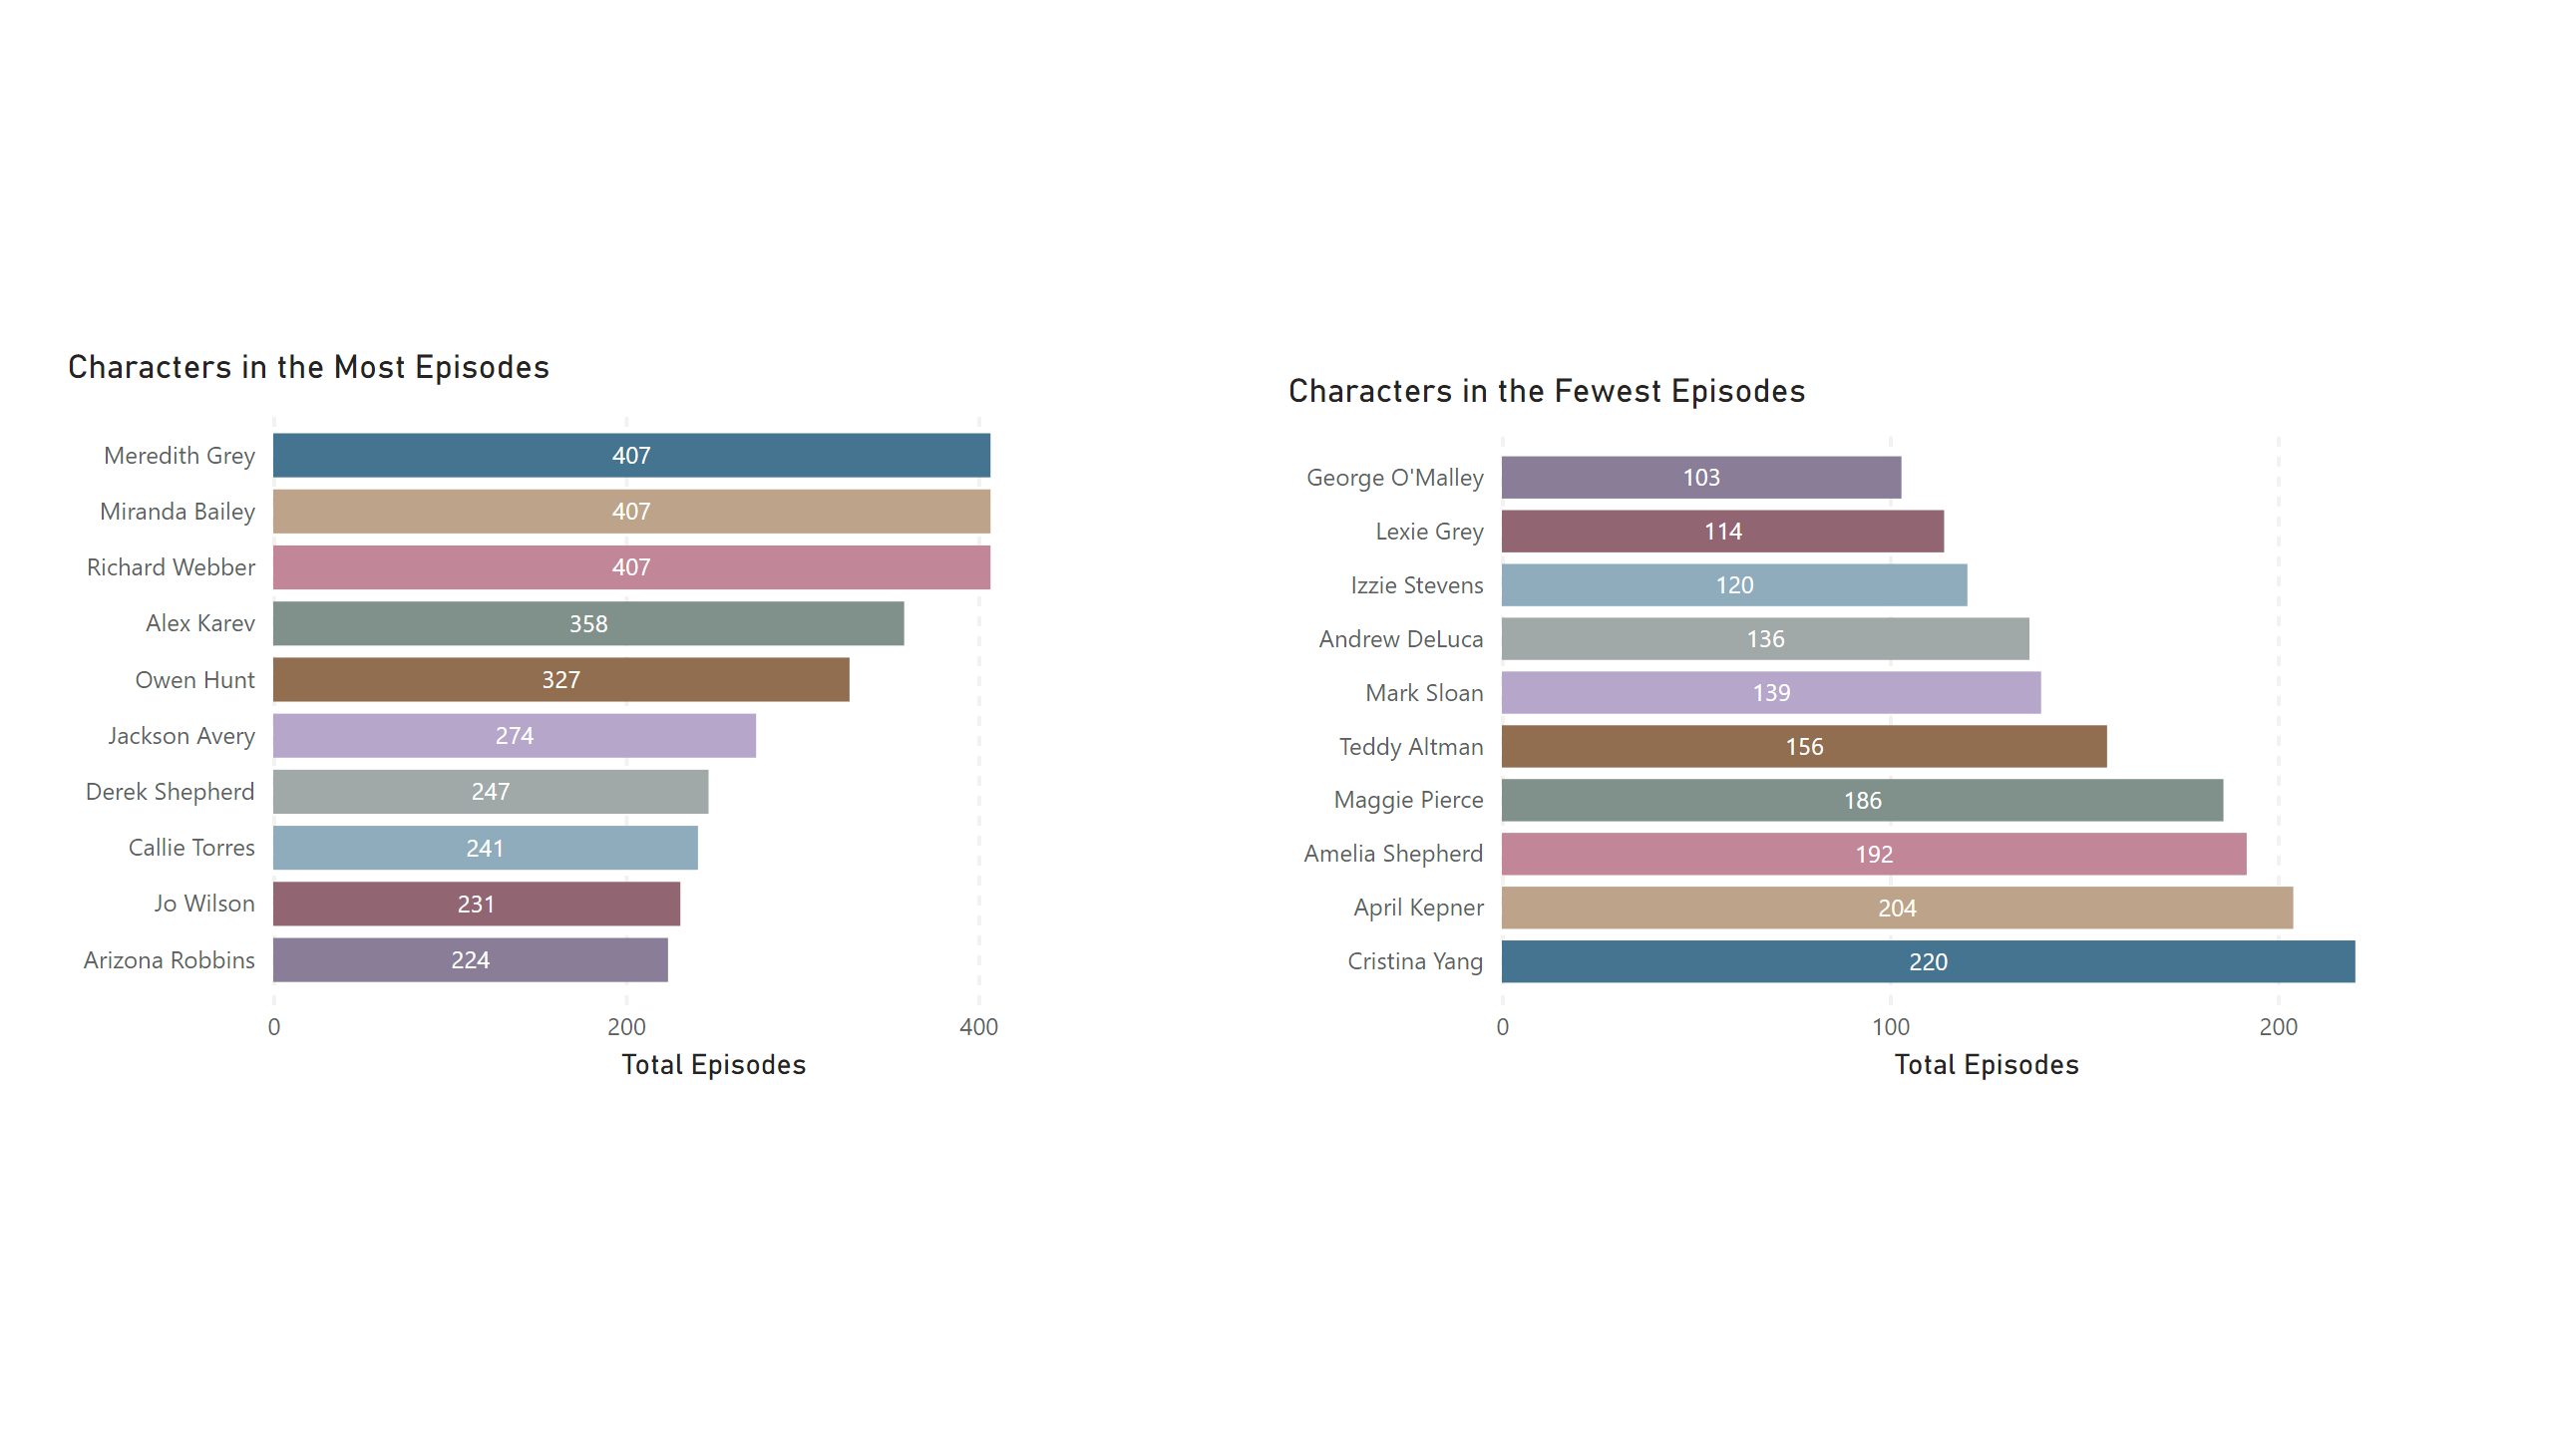 Characters in the Most Episodes
Meredith Grey 407
Miranda Bailey 407
Richard Webber 407
Alex Karev 358
Owen Hunt 327
Jackson Avery 274
Derek Shepherd 247
Callie Torres 241
Jo Wilson 231
Arizona Robbins 224
0 200 400
Total Episodes
Characters in the Fewest Episodes
George O'Malley 103
Lexie Grey 114
Izzie Stevens 120
Andrew DeLuca 136
Mark Sloan 139
Teddy Altman 156
Maggie Pierce 186
Amelia Shepherd 192
April Kepner 204
Cristina Yang 220
0 100 200
Total Episodes